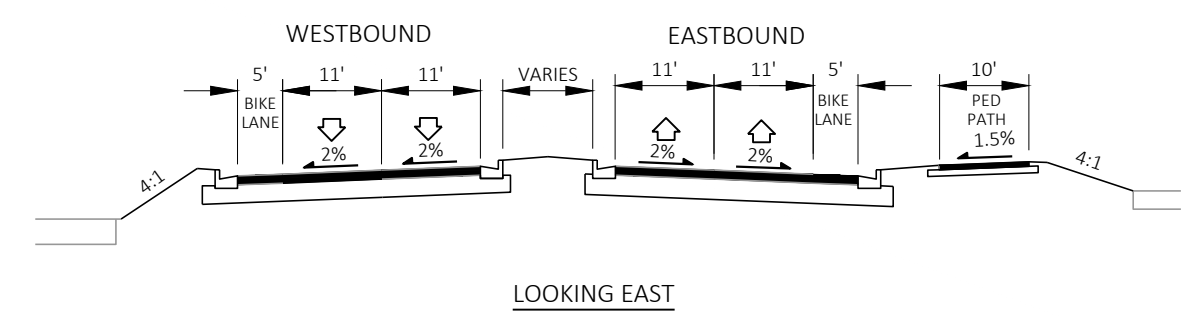 WESTBOUND
EASTBOUND
5' 11' 11' VARIES 11' 11' 5' 10'
BIKE
LANE
BIKE
LANE
PED
PATH
1.5%
2% 2% 2% 2%
4:1
4:1
LOOKING EAST